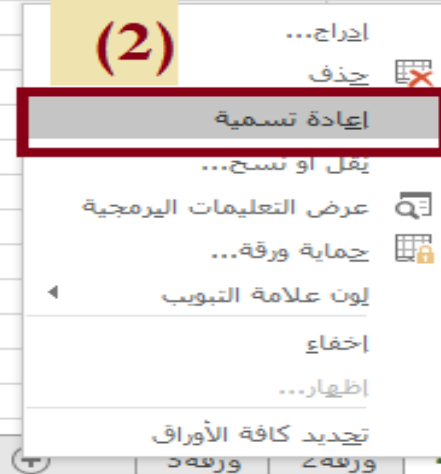 (2)
إدراج...
حذف
إعادة تسمية
نقل أو نسخ...
عرض التعليمات البرمجية
حماية ورقة...
لون علامة التبويب
إخفاء
إظهار...
تحديد كافة الأوراق
ورقة2 ورقة3